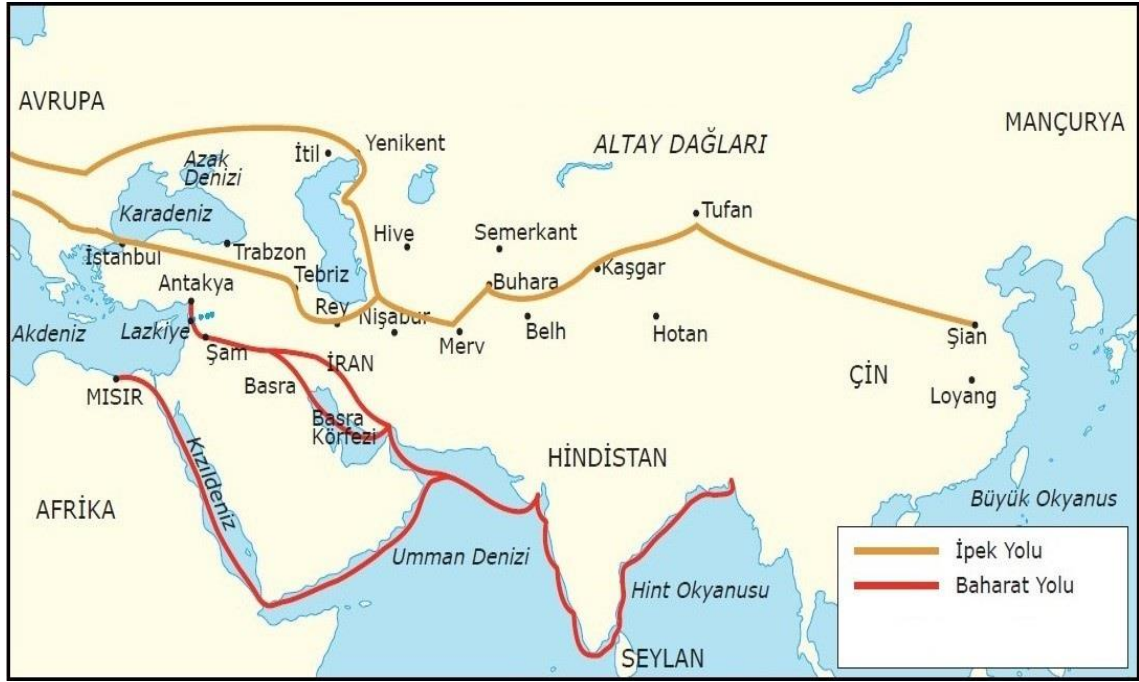 AVRUPA
MANÇURYA
Azak
Denizi
İtil
Yenikent
ALTAY DAĞLARI
Karadeniz
Tufan
Hive
Semerkant
İstanbul
Trabzon
Kaşgar
Antakya
Tebriz
Buhara
Rey
Nişabur
Akdeniz
Lazkiye
Şam
Merv
Belh
Hotan
Şian
İRAN
ÇİN
MISIR
Basra
Loyang
Basra
Körfezi
Kızıldeniz
HİNDİSTAN
AFRİKA
Büyük Okyanus
Umman Denizi
Hint Okyanusu
SEYLAN
İpek Yolu
Baharat Yolu